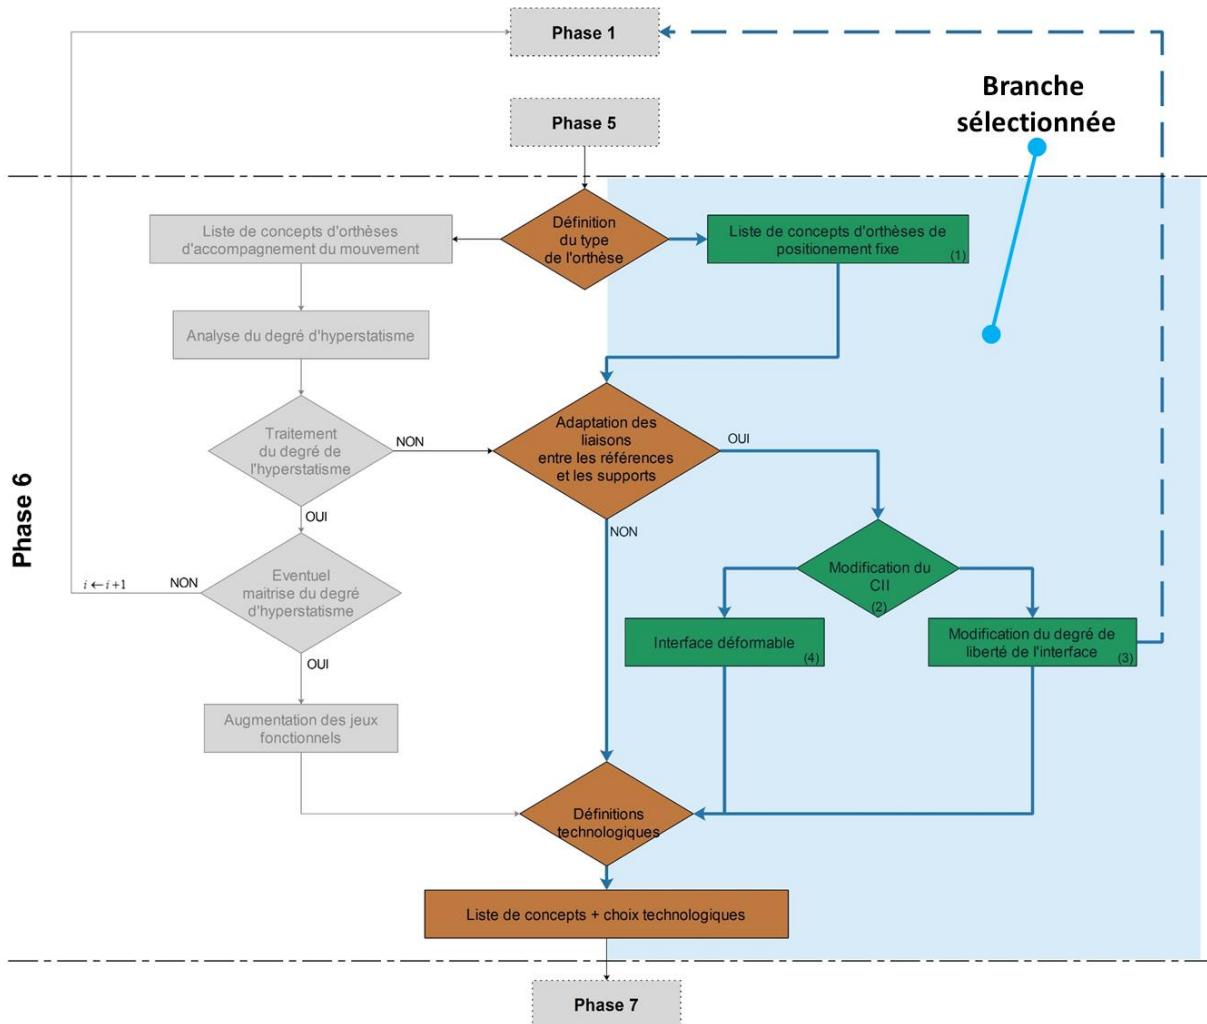 Phase 1
Branche
sélectionnée
Phase 5
Liste de concepts d'orthèses
d'accompagnement du mouvement
Définition
du type
de l'orthèse
Liste de concepts d'orthèses de
positionement fixe
(1)
Analyse du degré d'hyperstatisme
Traitement
du degré de
l'hyperstatisme
NON
Adaptation des
liaisons
entre les références
et les supports
OUI
Phase 6
OUI
NON
Modification du
CII
(2)
i ← i+1
NON
Eventuel
maitrise du degré
d'hyperstatisme
Interface déformable
(4)
Modification du degré de
liberté de l'interface
(3)
OUI
Augmentation des jeux
fonctionnels
Définitions
technologiques
Liste de concepts + choix technologiques
Phase 7